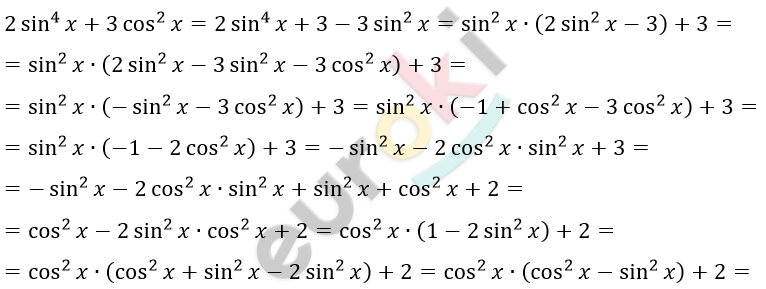 2 sin⁴ x + 3 cos² x = 2 sin⁴ x + 3 − 3 sin² x = sin² x · (2 sin² x − 3) + 3 =
= sin² x · (2 sin² x − 3 sin² x − 3 cos² x) + 3 =
= sin² x · (− sin² x − 3 cos² x) + 3 = sin² x · (−1 + cos² x − 3 cos² x) + 3 =
= sin² x · (−1 − 2 cos² x) + 3 = − sin² x − 2 cos² x · sin² x + 3 =
= − sin² x − 2 cos² x · sin² x + sin² x + cos² x + 2 =
= cos² x − 2 sin² x · cos² x + 2 = cos² x · (1 − 2 sin² x) + 2 =
= cos² x · (cos² x + sin² x − 2 sin² x) + 2 = cos² x · (cos² x − sin² x) + 2 =
euroki